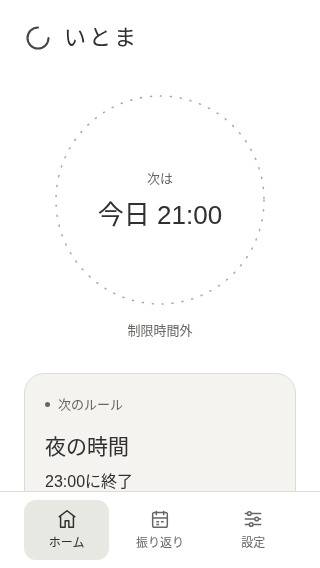 いとま
次は
今日 21:00
制限時間外
次のルール
夜の時間
23:00に終了
ホーム
振り返り
設定